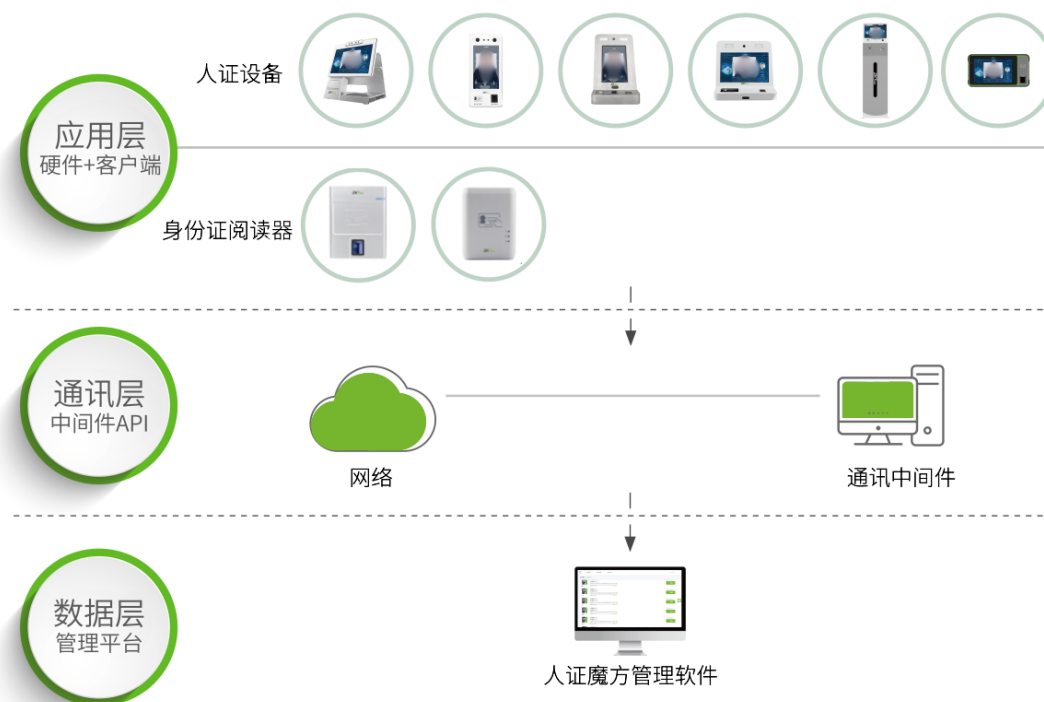 人证设备
应用层
硬件+客户端
身份证阅读器
通讯层
中间件API
网络
通讯中间件
数据层
管理平台
人证魔方管理软件